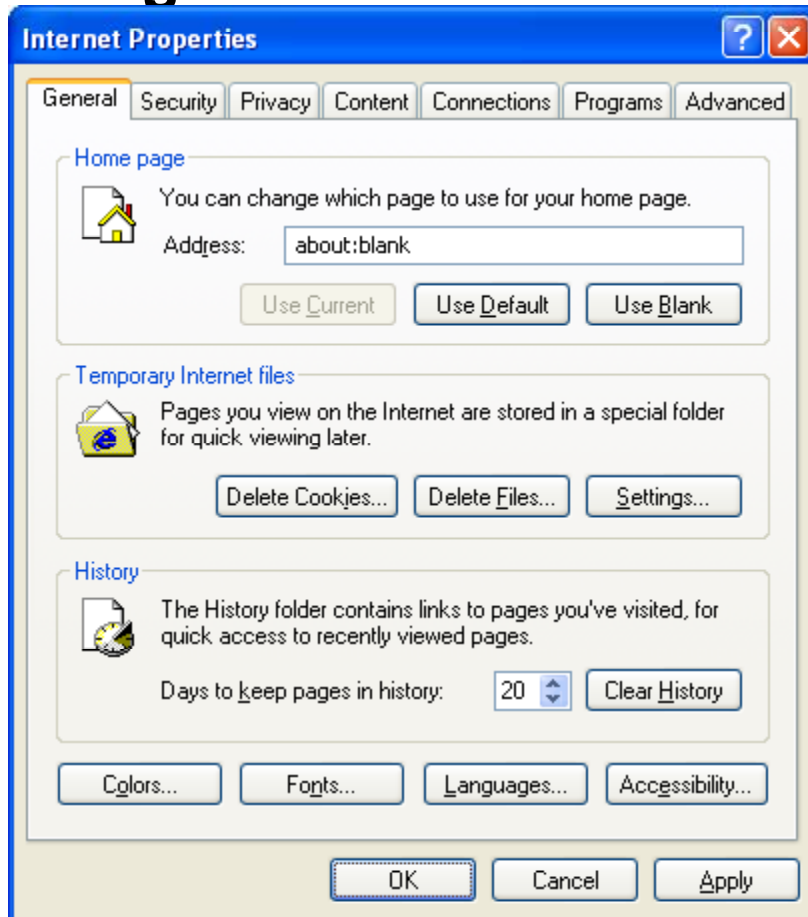 Internet Properties
?
General Security Privacy Content Connections Programs Advanced
Home page
You can change which page to use for your home page.
Address: about:blank
Use Current Use Default Use Blank
Temporary Internet files
Pages you view on the Internet are stored in a special folder
for quick viewing later.
Delete Cookies... Delete Files... Settings...
History
The History folder contains links to pages you've visited, for
quick access to recently viewed pages.
Days to keep pages in history: 20 Clear History
Colors... Fonts... Languages... Accessibility...
OK Cancel Apply